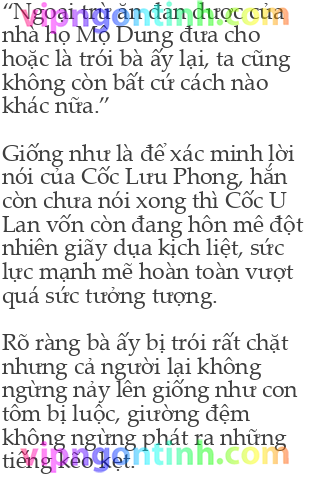 “Ngoại trừ ăn đan dược của
nhà họ Mộ Dung đưa cho
hoặc là trói bà ấy lại, ta cũng
không còn bất cứ cách nào
khác nữa.”
Giống như là để xác minh lời
nói của Cốc Lưu Phong, hắn
còn chưa nói xong thì Cốc U
Lan vốn còn đang hôn mê đột
nhiên giãy dụa kịch liệt, sức
lực mạnh mẽ hoàn toàn vượt
quá sức tưởng tượng.
Rõ ràng bà ấy bị trói rất chặt
nhưng cả người lại không
ngừng nảy lên giống như con
tôm bị luộc, giường đệm
không ngừng phát ra những
tiếng kẽo kẹt.
vipngontinh.com
vipngontinh.com